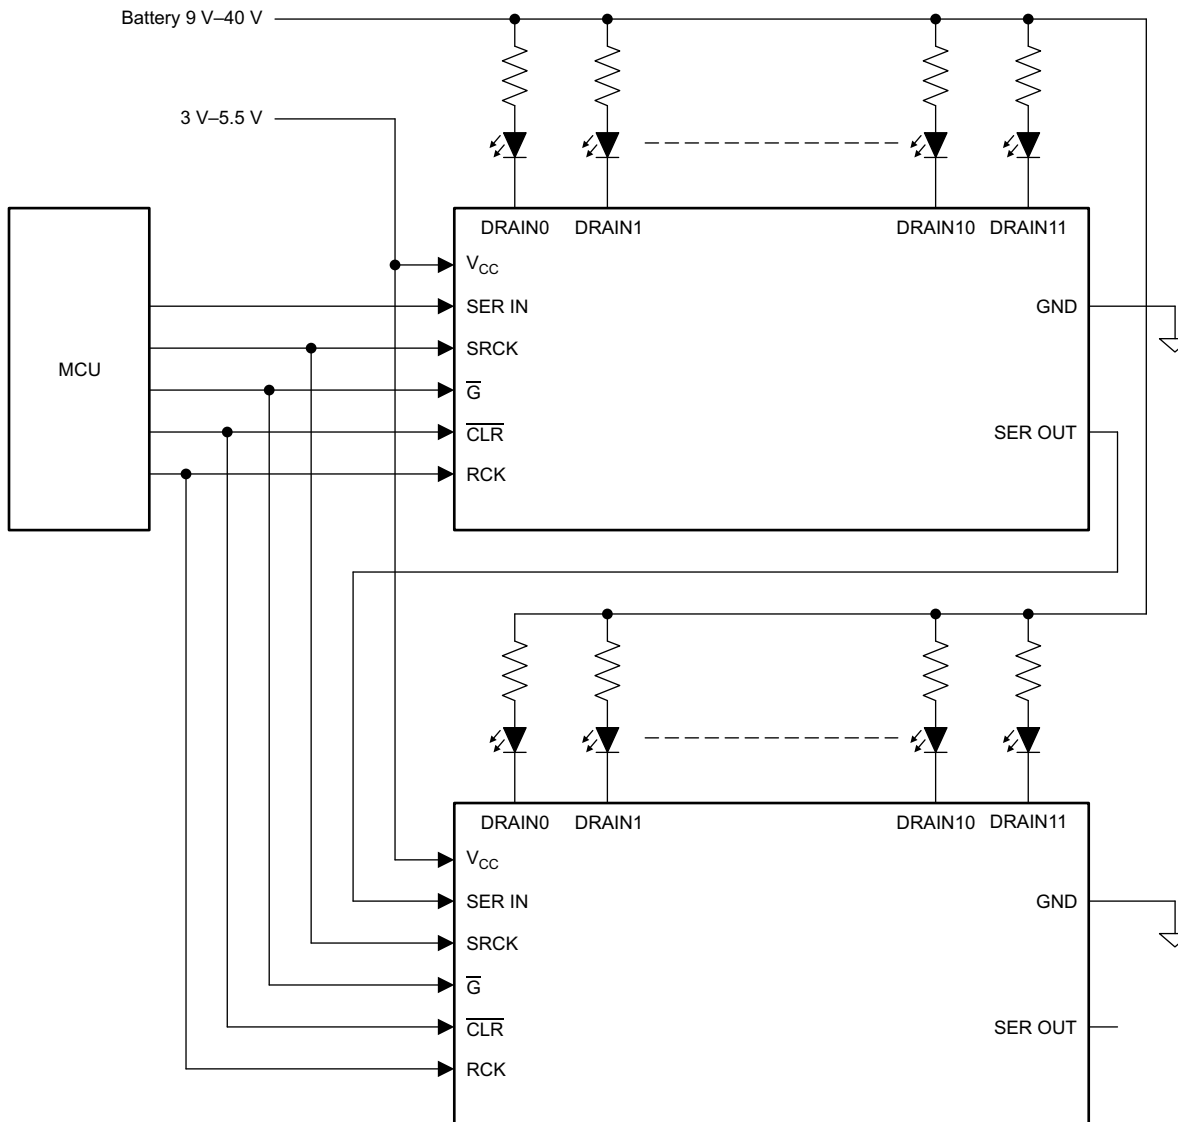 Battery 9 V–40 V
3 V–5.5 V
DRAIN0 DRAIN1 DRAIN10 DRAIN11
VCC
SER IN GND
SRCK
MCU
G
CLR SER OUT
RCK
DRAIN0 DRAIN1 DRAIN10 DRAIN11
VCC
SER IN GND
SRCK
G
CLR SER OUT
RCK